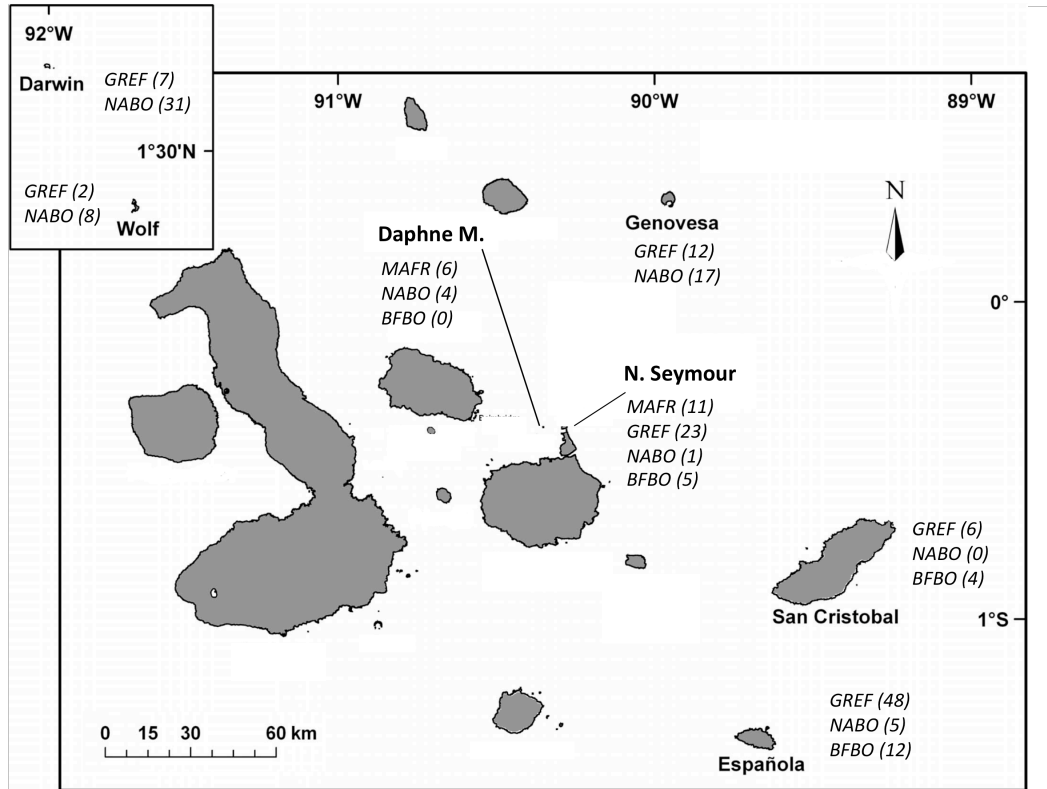 92°W
Darwin
GREF (7)
NABO (31)
1°30'N
GREF (2)
NABO (8)
Wolf
91°W
90°W
89°W
N
Genovesa
GREF (12)
NABO (17)
Daphne M.
MAFR (6)
NABO (4)
BFBO (0)
0°
N. Seymour
MAFR (11)
GREF (23)
NABO (1)
BFBO (5)
GREF (6)
NABO (0)
BFBO (4)
San Cristobal
1°S
GREF (48)
NABO (5)
BFBO (12)
Española
0 15 30 60 km